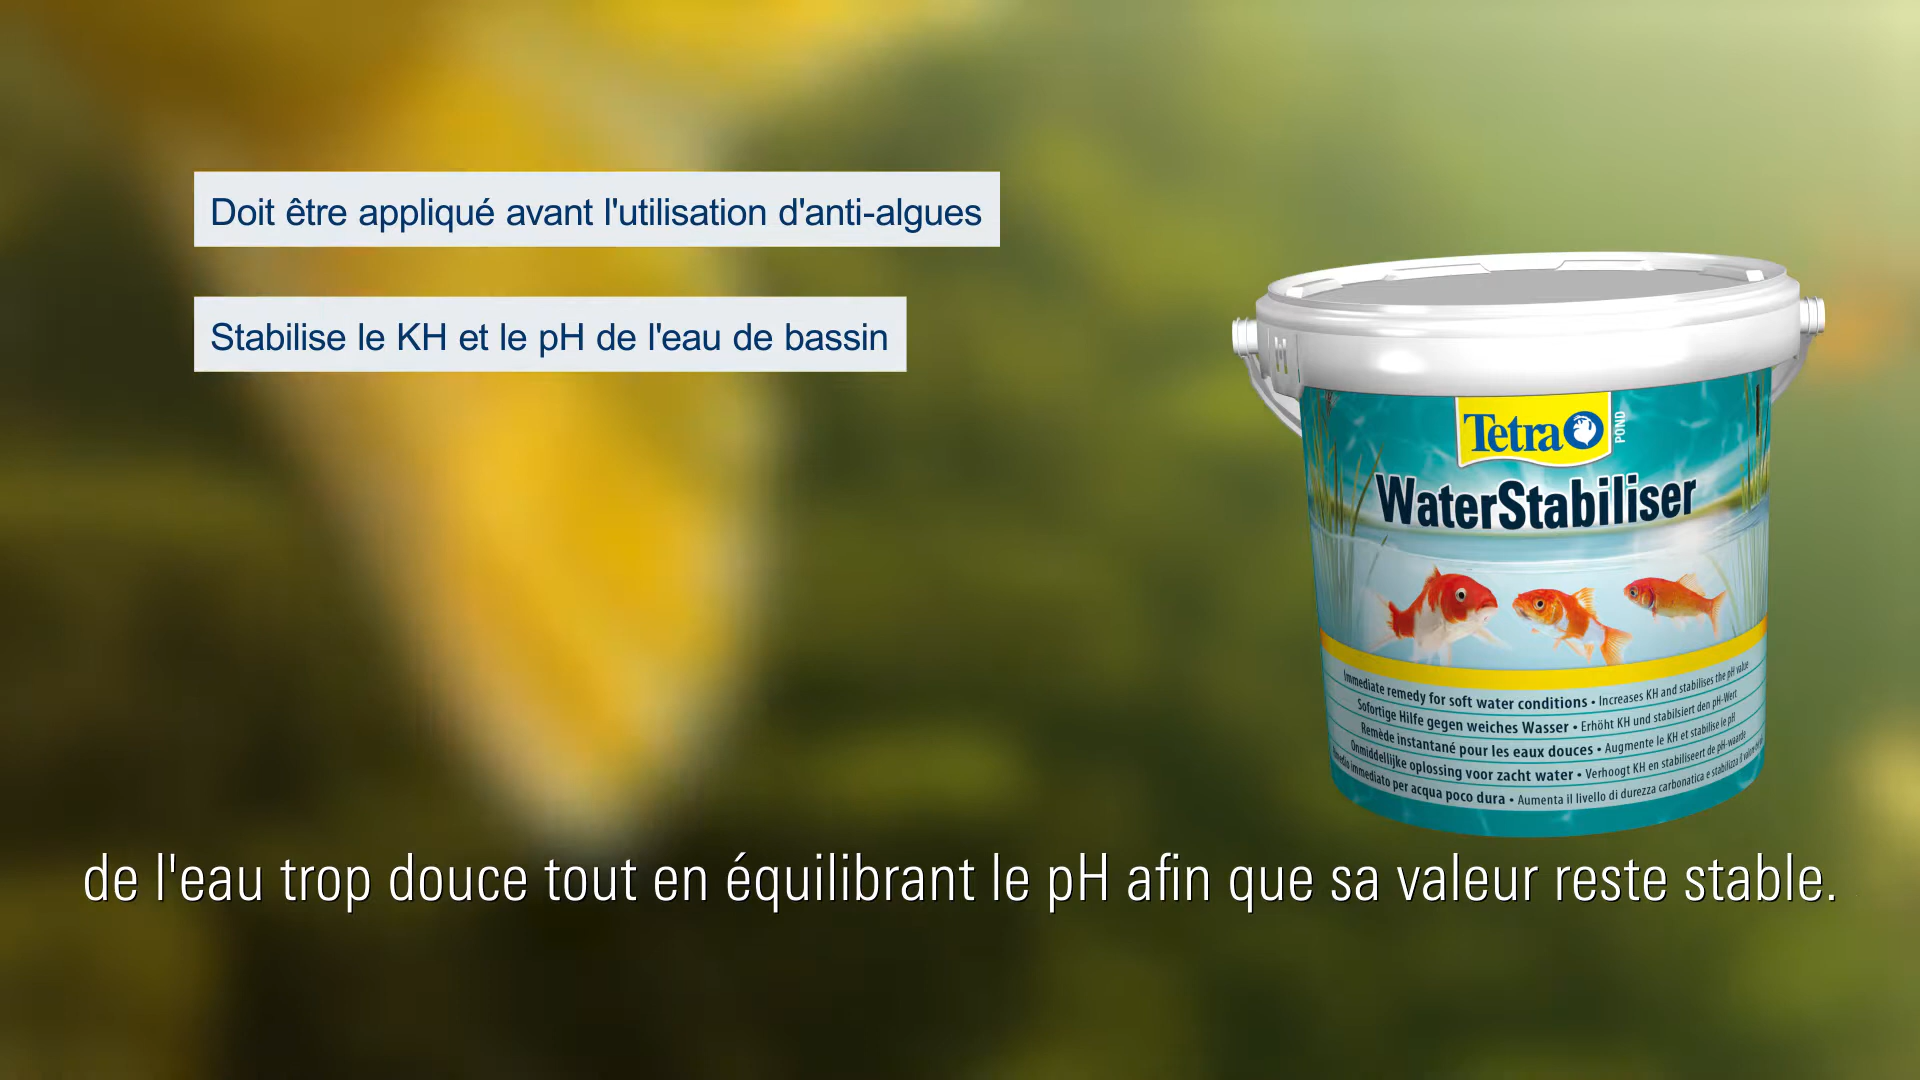 Doit être appliqué avant l'utilisation d'anti-algues
Stabilise le KH et le pH de l'eau de bassin
Tetra POND
WaterStabiliser
Immediate remedy for soft water conditions • Increases KH and stabilises the pH value
Sofortige Hilfe gegen weiches Wasser • Erhöht KH und stabilsiert den pH-Wert
Remède instantané pour les eaux douces • Augmente le KH et stabilise le pH
Onmiddellijke oplossing voor zacht water • Verhoogt KH en stabiliseert de pH-waarde
immediato per acqua poco dura • Aumenta il livello di durezza carbonatica e stabilizza il
de l'eau trop douce tout en équilibrant le pH afin que sa valeur reste stable.